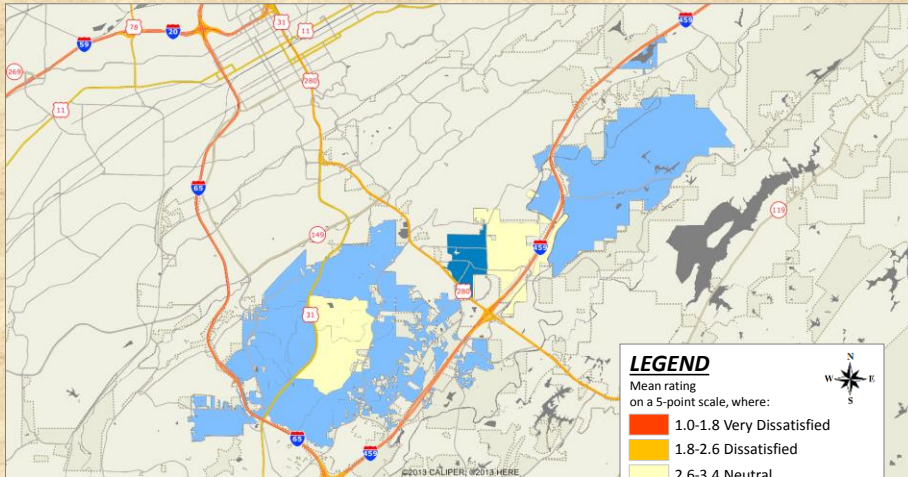 59
78
20
31
11
280
459
269
11
65
119
149
459
280
31
65
459
©2013 CALIPER; ©2013 HERE
LEGEND
Mean rating
on a 5-point scale, where:
N
W E
S
1.0-1.8 Very Dissatisfied
1.8-2.6 Dissatisfied
2.6-3.4 Neutral